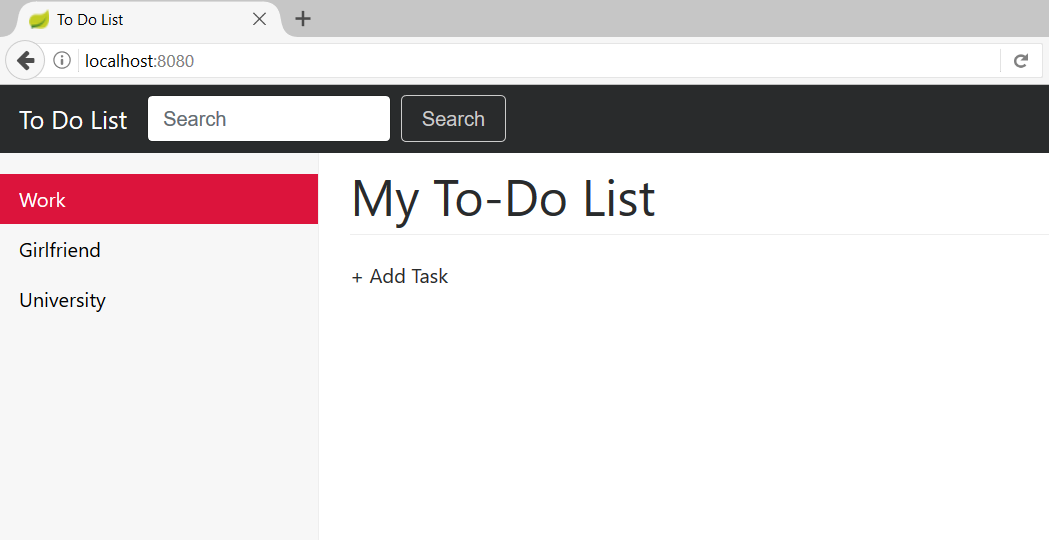 To Do List
localhost:8080
To Do List Search Search
Work
Girlfriend
University
My To-Do List
+ Add Task